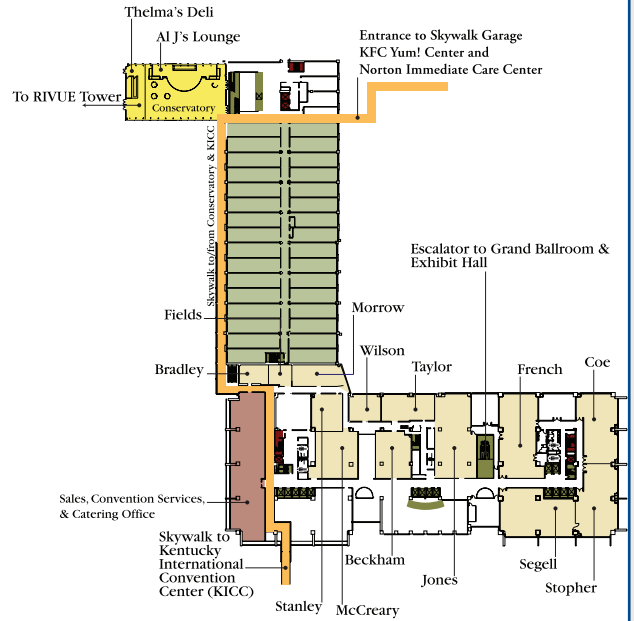 Thelma's Deli
Al J's Lounge
Entrance to Skywalk Garage
KFC Yum! Center and
Norton Immediate Care Center
To RIVUE Tower
Conservatory
Skywalk to/from Conservatory & KICC
Escalator to Grand Ballroom &
Exhibit Hall
Fields
Morrow
Wilson
Bradley
Taylor
French
Coe
Sales, Convention Services,
& Catering Office
Skywalk to
Kentucky
International
Convention
Center (KICC)
Beckham
Segell
Jones
Stopher
Stanley
McCreary